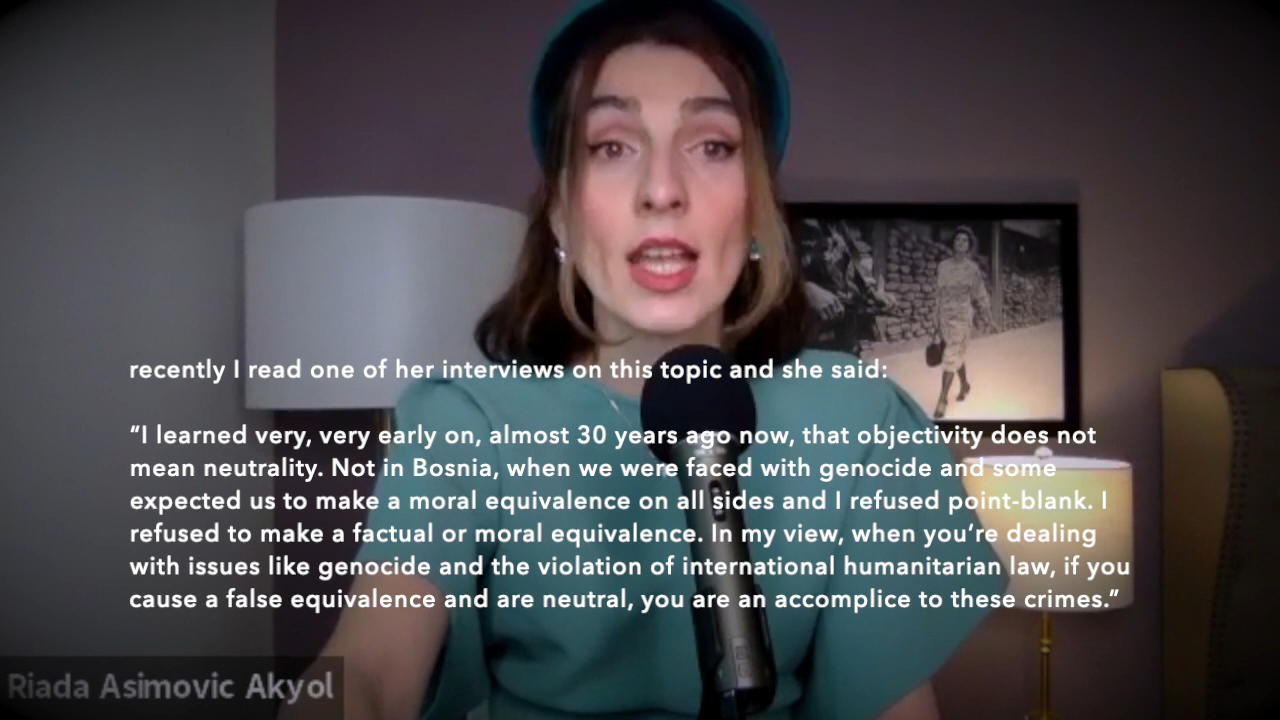 recently I read one of her interviews on this topic and she said:
“I learned very, very early on, almost 30 years ago now, that objectivity does not
mean neutrality. Not in Bosnia, when we were faced with genocide and some
expected us to make a moral equivalence on all sides and I refused point-blank. I
refused to make a factual or moral equivalence. In my view, when you’re dealing
with issues like genocide and the violation of international humanitarian law, if you
cause a false equivalence and are neutral, you are an accomplice to these crimes.”
Riada Asimovic Akyol